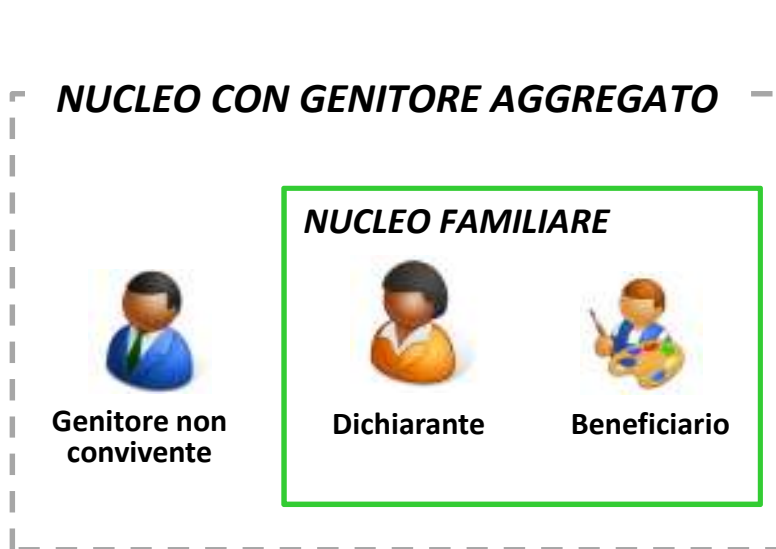 NUCLEO CON GENITORE AGGREGATO
NUCLEO FAMILIARE
Genitore non
convivente
Dichiarante
Beneficiario